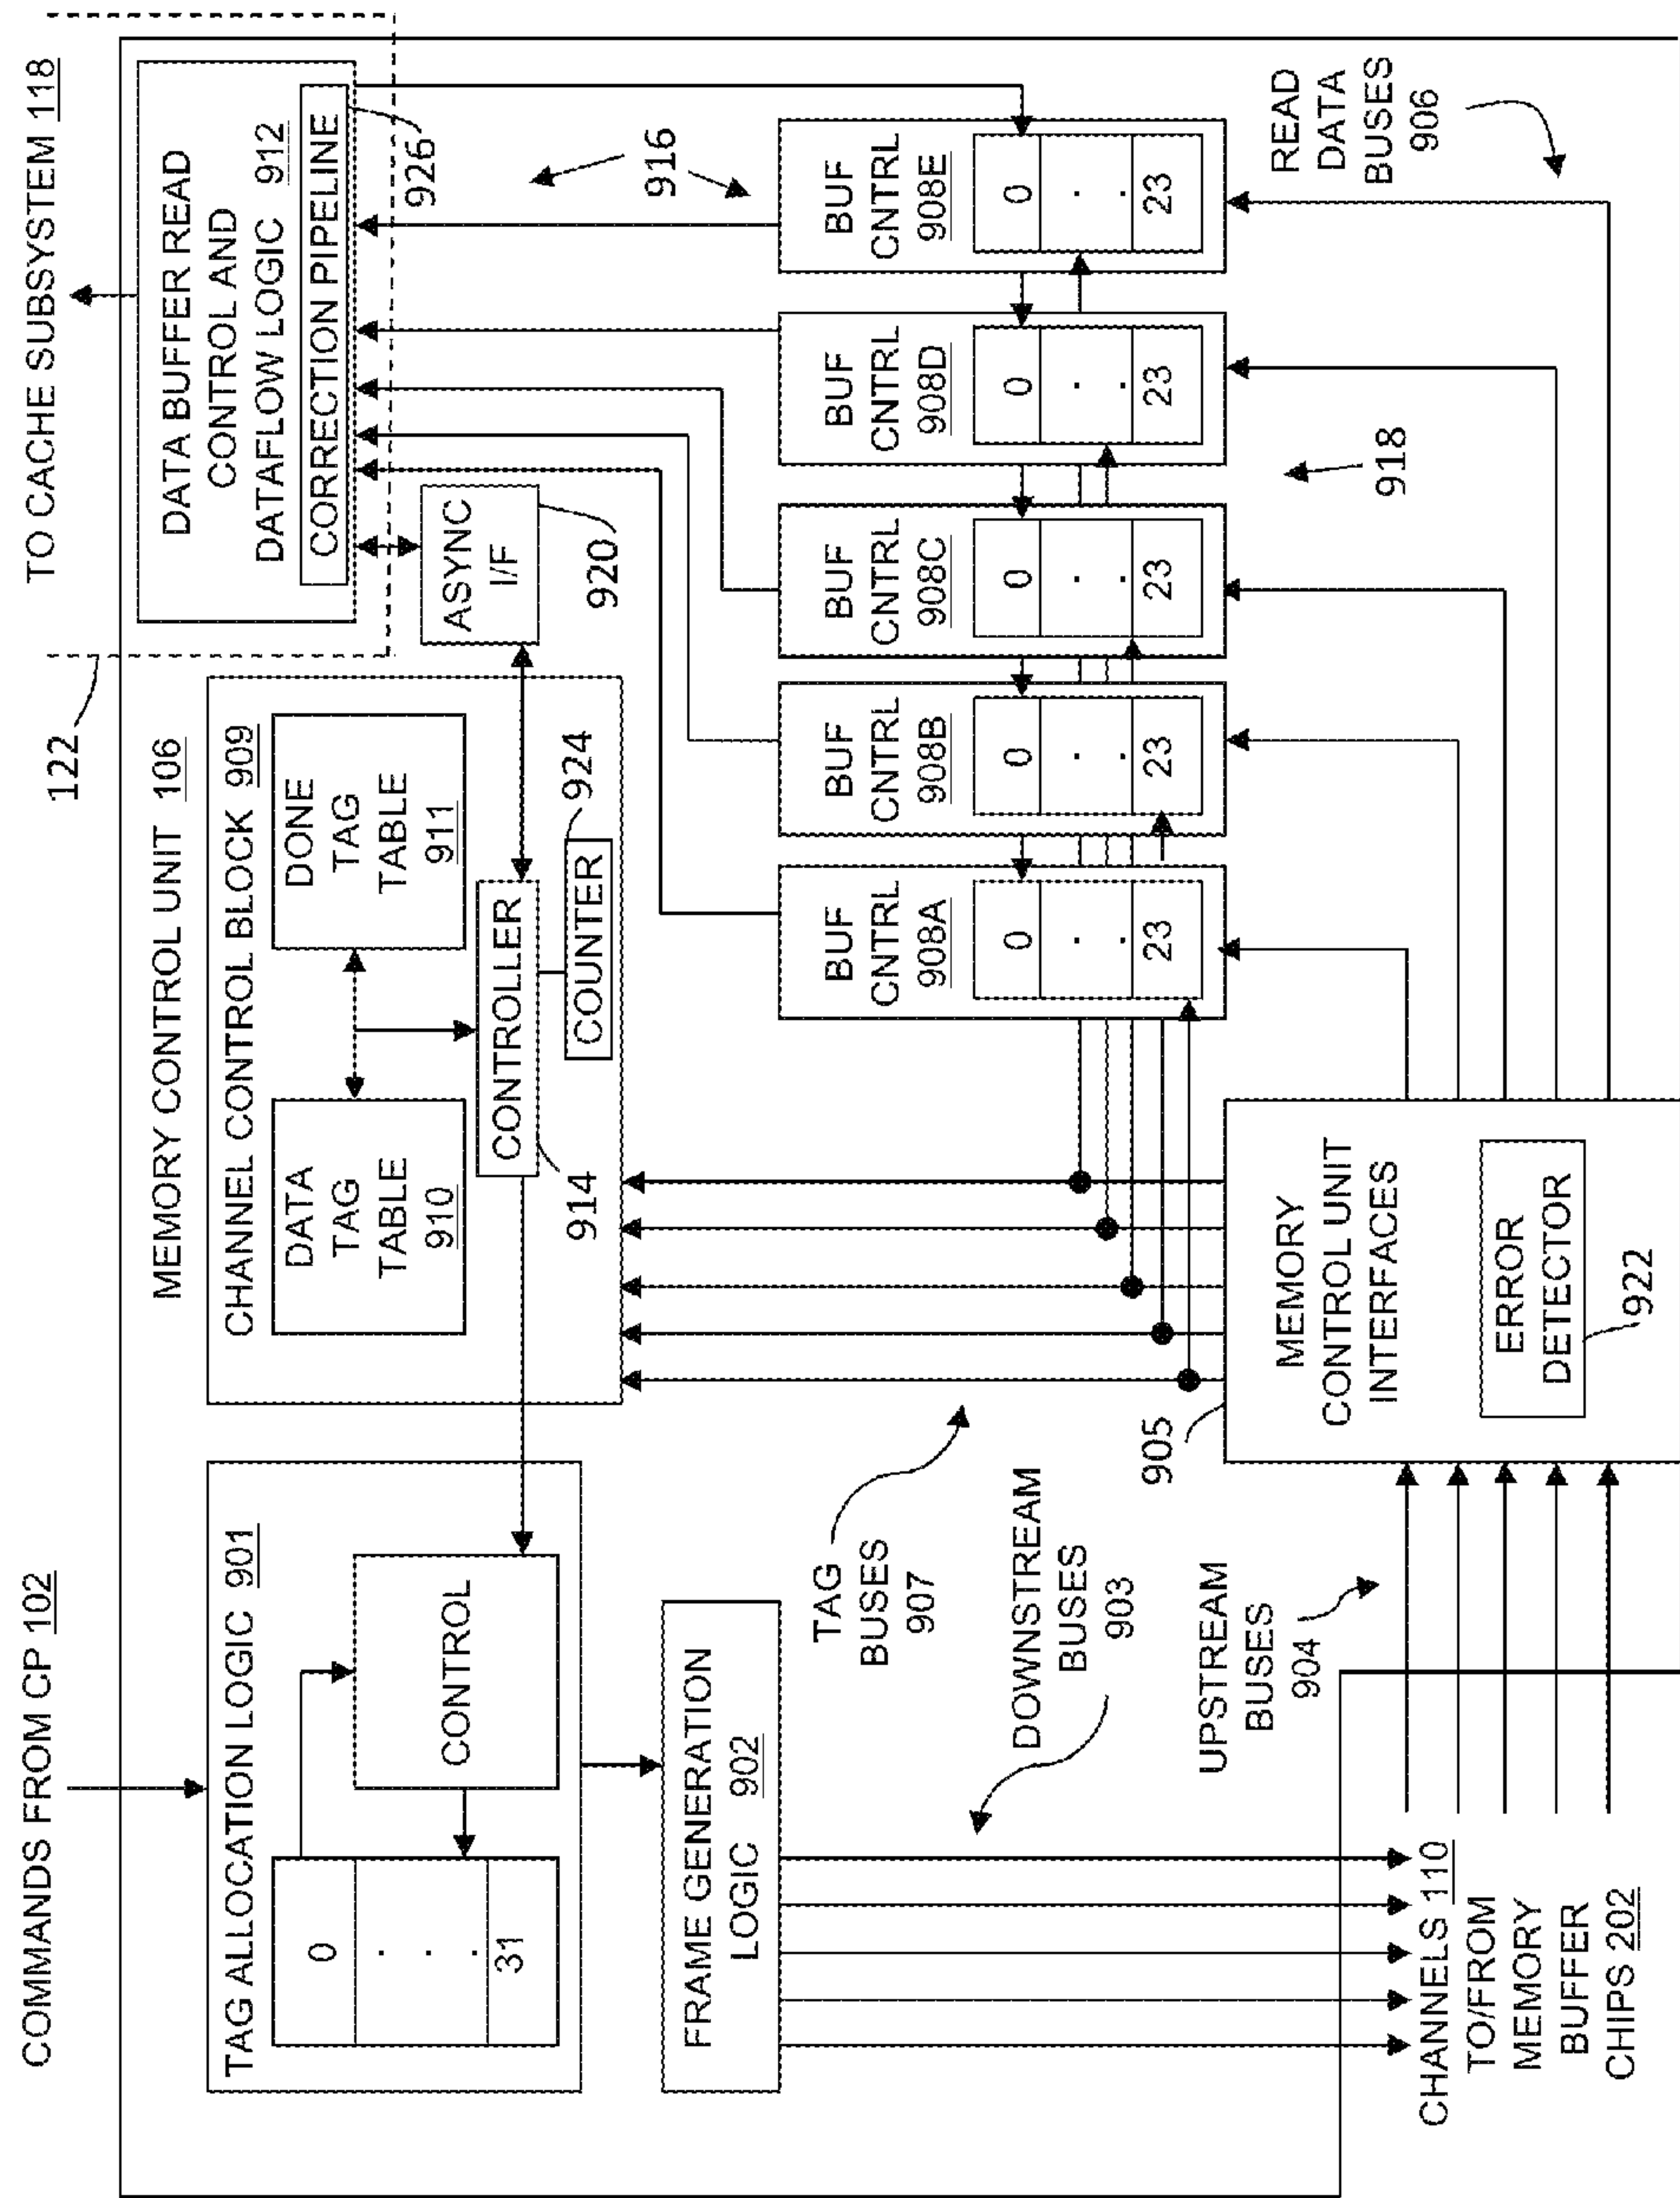 COMMANDS FROM CP 102
TO CACHE SUBSYSTEM 118
122
MEMORY CONTROL UNIT 106
TAG ALLOCATION LOGIC 901
0
.
.
.
31
CONTROL
FRAME GENERATION
LOGIC 902
CHANNEL CONTROL BLOCK 909
DATA
TAG
TABLE
910
DONE
TAG
TABLE
911
CONTROLLER
914
COUNTER
924
DATA BUFFER READ
CONTROL AND
DATAFLOW LOGIC 912
CORRECTION PIPELINE
926
ASYNC
I/F
920
916
BUF
CNTRL
908A
0
.
.
23
BUF
CNTRL
908B
0
.
.
23
BUF
CNTRL
908C
0
.
.
23
BUF
CNTRL
908D
0
.
.
23
BUF
CNTRL
908E
0
.
.
23
918
READ
DATA
BUSES
906
TAG
BUSES
907
DOWNSTREAM
BUSES
903
UPSTREAM
BUSES
904
905
MEMORY
CONTROL UNIT
INTERFACES
ERROR
DETECTOR
922
CHANNELS 110
TO/FROM
MEMORY
BUFFER
CHIPS 202